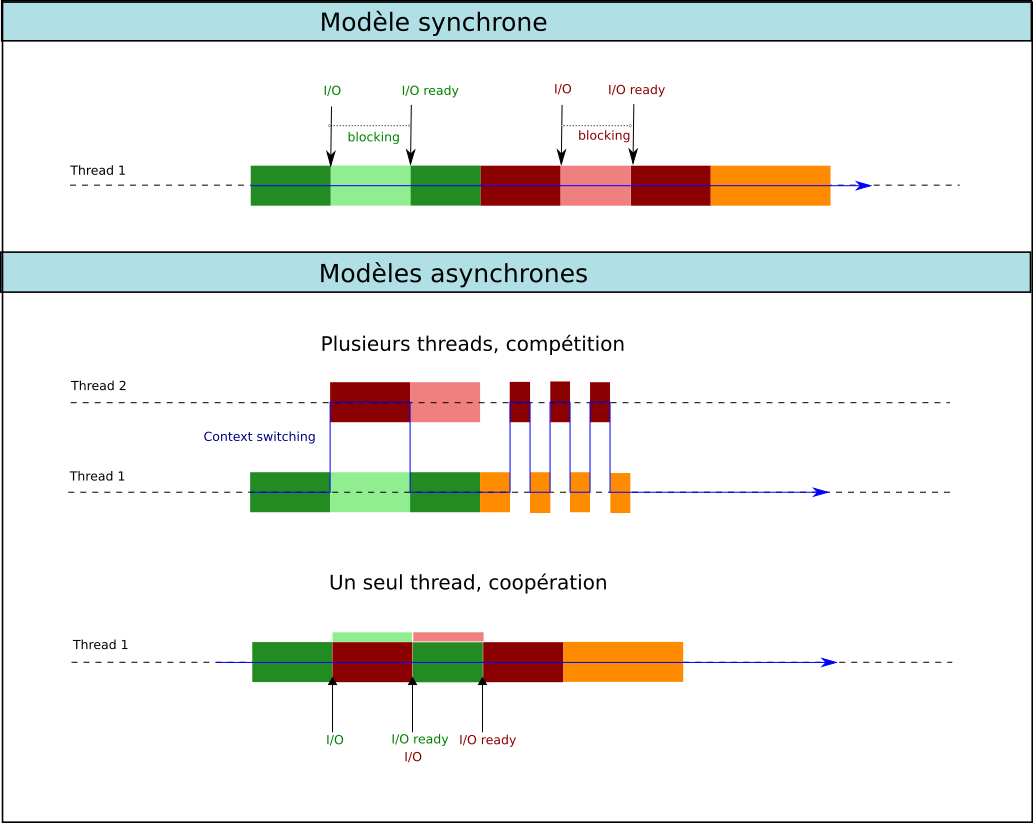 Modèle synchrone
I/O
I/O ready
I/O
I/O ready
blocking
blocking
Thread 1
Modèles asynchrones
Plusieurs threads, compétition
Thread 2
Context switching
Thread 1
Un seul thread, coopération
Thread 1
I/O
I/O ready
I/O ready
I/O